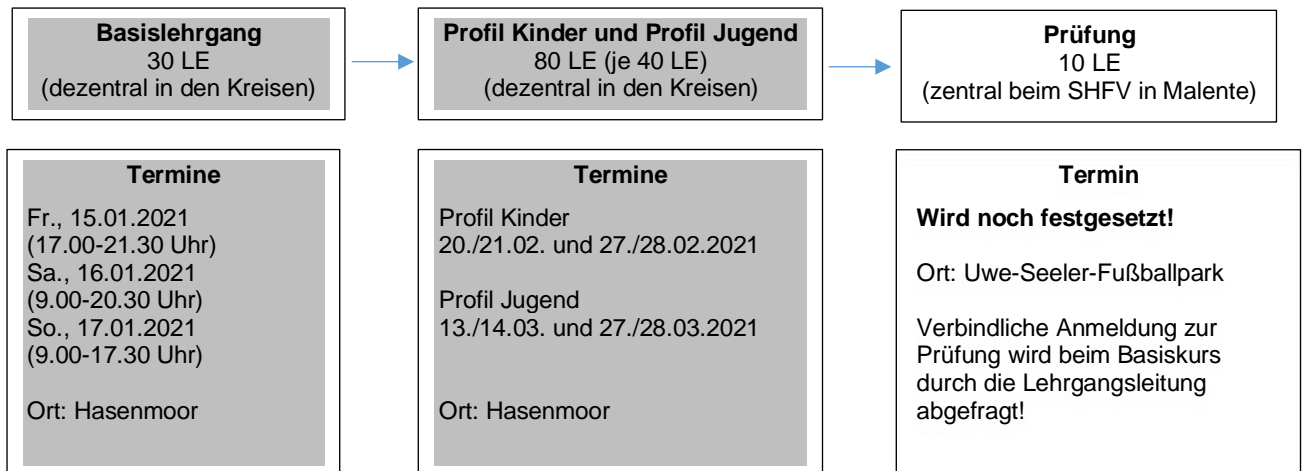 Basislehrgang
30 LE
(dezentral in den Kreisen)
Profil Kinder und Profil Jugend
80 LE (je 40 LE)
(dezentral in den Kreisen)
Prüfung
10 LE
(zentral beim SHFV in Malente)
Termine
Fr., 15.01.2021
(17.00-21.30 Uhr)
Sa., 16.01.2021
(9.00-20.30 Uhr)
So., 17.01.2021
(9.00-17.30 Uhr)
Ort: Hasenmoor
Termine
Profil Kinder
20./21.02. und 27./28.02.2021
Profil Jugend
13./14.03. und 27./28.03.2021
Ort: Hasenmoor
Termin
Wird noch festgesetzt!
Ort: Uwe-Seeler-Fußballpark
Verbindliche Anmeldung zur
Prüfung wird beim Basiskurs
durch die Lehrgangsleitung
abgefragt!